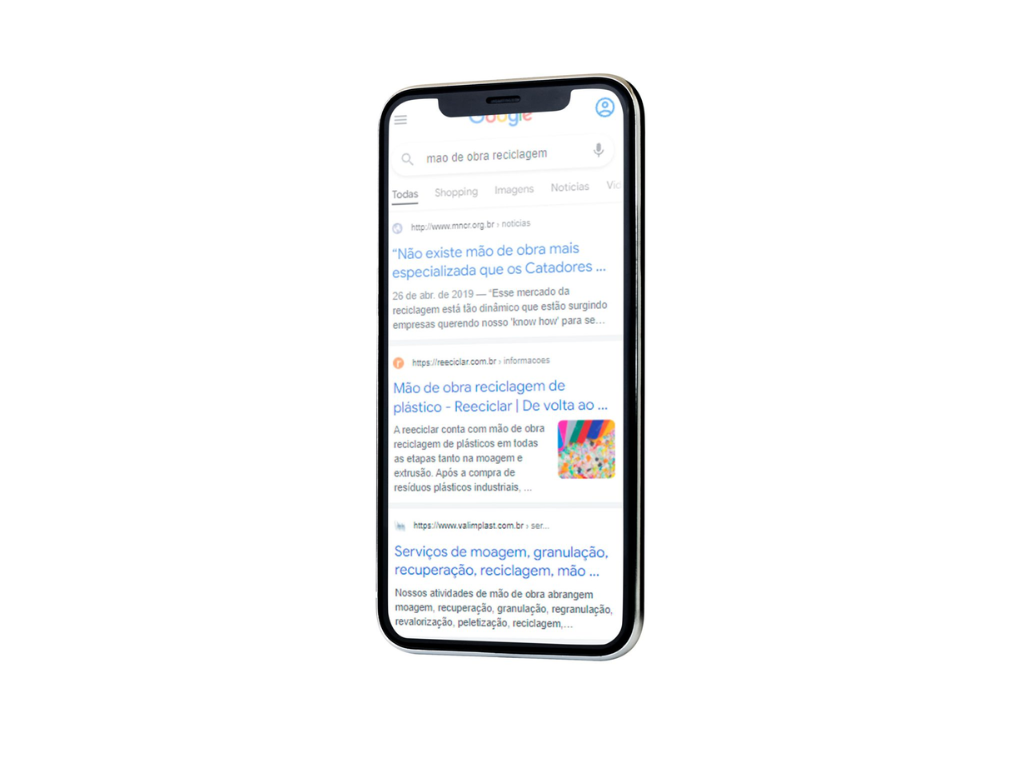 Google
mao de obra reciclagem
Todas Shopping Imagens Notícias
http://www.mncr.org.br › noticias
“Não existe mão de obra mais
especializada que os Catadores ...
26 de abr. de 2019 — “Esse mercado da
reciclagem está tão dinâmico que estão surgindo
empresas querendo nosso 'know how' para se...
r https://reeciclar.com.br › informacoes
Mão de obra reciclagem de
plástico - Reeciclar | De volta ao ...
A reeciclar conta com mão de obra
reciclagem de plásticos em todas
as etapas tanto na moagem e
extrusão. Após a compra de
resíduos plásticos industriais, ...
https://www.valimplast.com.br › ser...
Serviços de moagem, granulação,
recuperação, reciclagem, mão ...
Nossos atividades de mão de obra abrangem
moagem, recuperação, granulação, regranulação,
revalorização, peletização, reciclagem,...